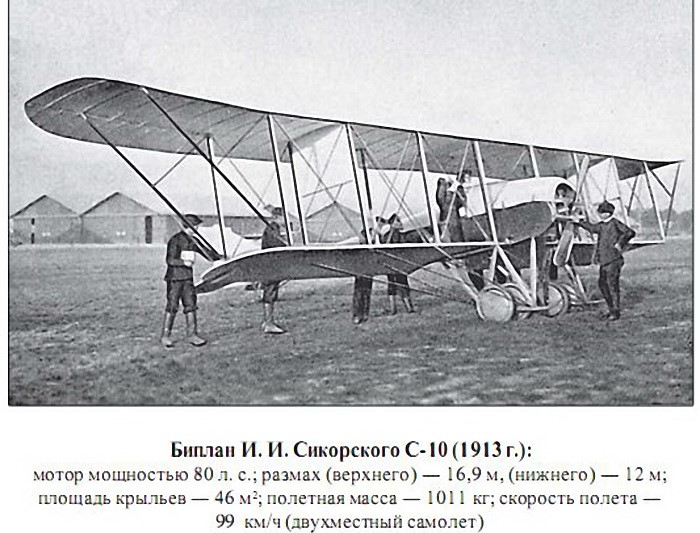 Биплан И. И. Сикорского С-10 (1913 г.):
мотор мощностью 80 л. с.; размах (верхнего) — 16,9 м, (нижнего) — 12 м;
площадь крыльев — 46 м²; полетная масса — 1011 кг; скорость полета —
99 км/ч (двухместный самолет)